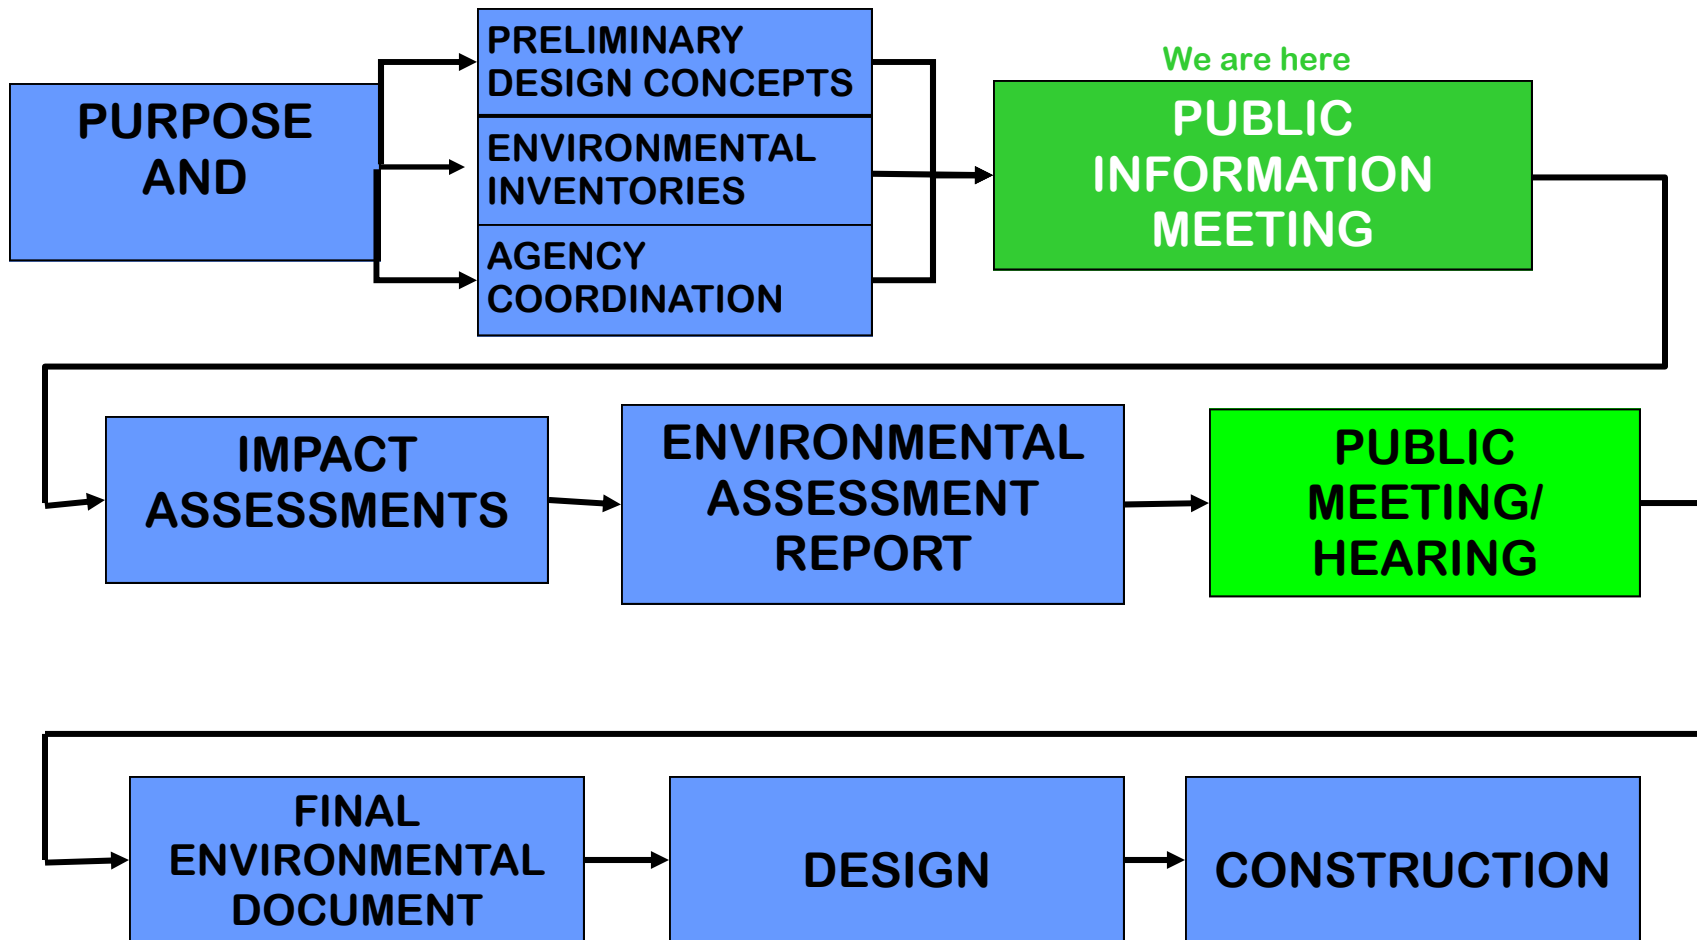 PURPOSE
AND
PRELIMINARY
DESIGN CONCEPTS
ENVIRONMENTAL
INVENTORIES
AGENCY
COORDINATION
We are here
PUBLIC
INFORMATION
MEETING
IMPACT
ASSESSMENTS
ENVIRONMENTAL
ASSESSMENT
REPORT
PUBLIC
MEETING/
HEARING
FINAL
ENVIRONMENTAL
DOCUMENT
DESIGN
CONSTRUCTION